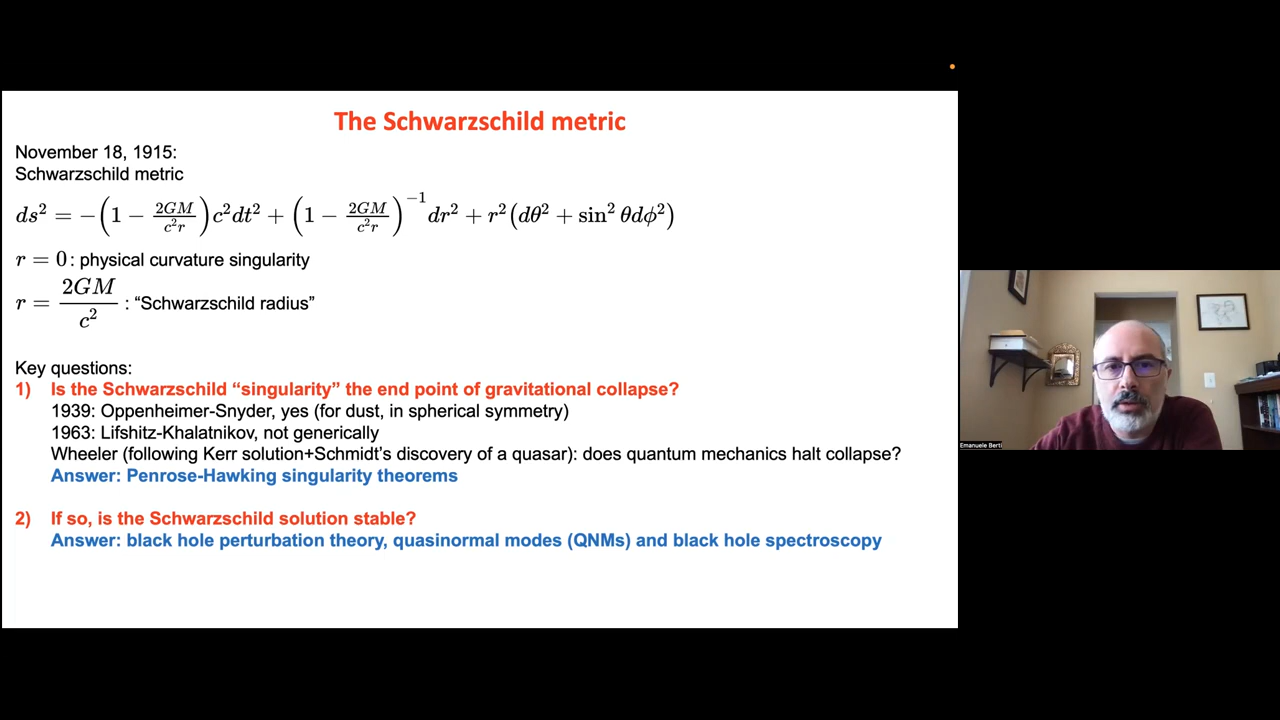 The Schwarzschild metric
November 18, 1915:
Schwarzschild metric
ds² = −(1 − 2GM/c²r)c²dt² + (1 − 2GM/c²r)⁻¹dr² + r²(dθ² + sin² θdϕ²)
r = 0: physical curvature singularity
r = 2GM/c² : “Schwarzschild radius”
Key questions:
1) Is the Schwarzschild “singularity” the end point of gravitational collapse?
1939: Oppenheimer-Snyder, yes (for dust, in spherical symmetry)
1963: Lifshitz-Khalatnikov, not generically
Wheeler (following Kerr solution+Schmidt’s discovery of a quasar): does quantum mechanics halt collapse?
Answer: Penrose-Hawking singularity theorems
2) If so, is the Schwarzschild solution stable?
Answer: black hole perturbation theory, quasinormal modes (QNMs) and black hole spectroscopy
Emanuele Berti